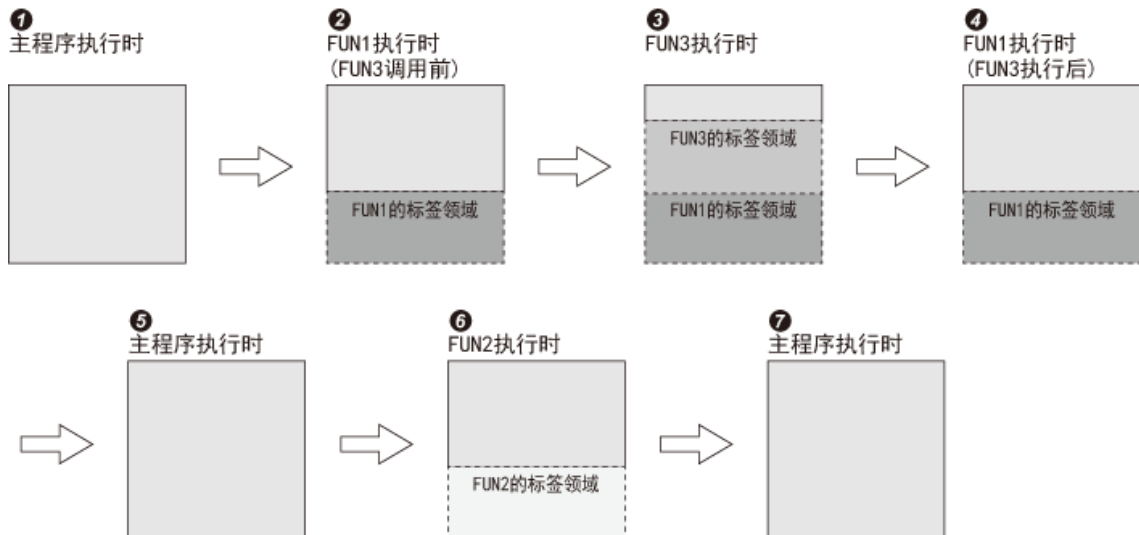 ❶
主程序执行时
❷
FUN1执行时
(FUN3调用前)
❸
FUN3执行时
❹
FUN1执行时
(FUN3执行后)
FUN1的标签领域
FUN3的标签领域
FUN1的标签领域
FUN1的标签领域
❺
主程序执行时
❻
FUN2执行时
❼
主程序执行时
FUN2的标签领域